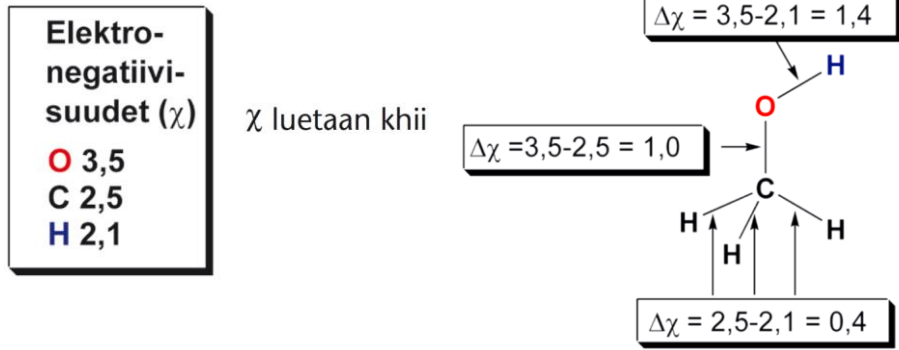 Elektro-
negatiivi-
suudet (χ)
O 3,5
C 2,5
H 2,1
χ luetaan khii
Δχ = 3,5-2,1 = 1,4
H
O
Δχ =3,5-2,5 = 1,0
C
H
H
H
Δχ = 2,5-2,1 = 0,4